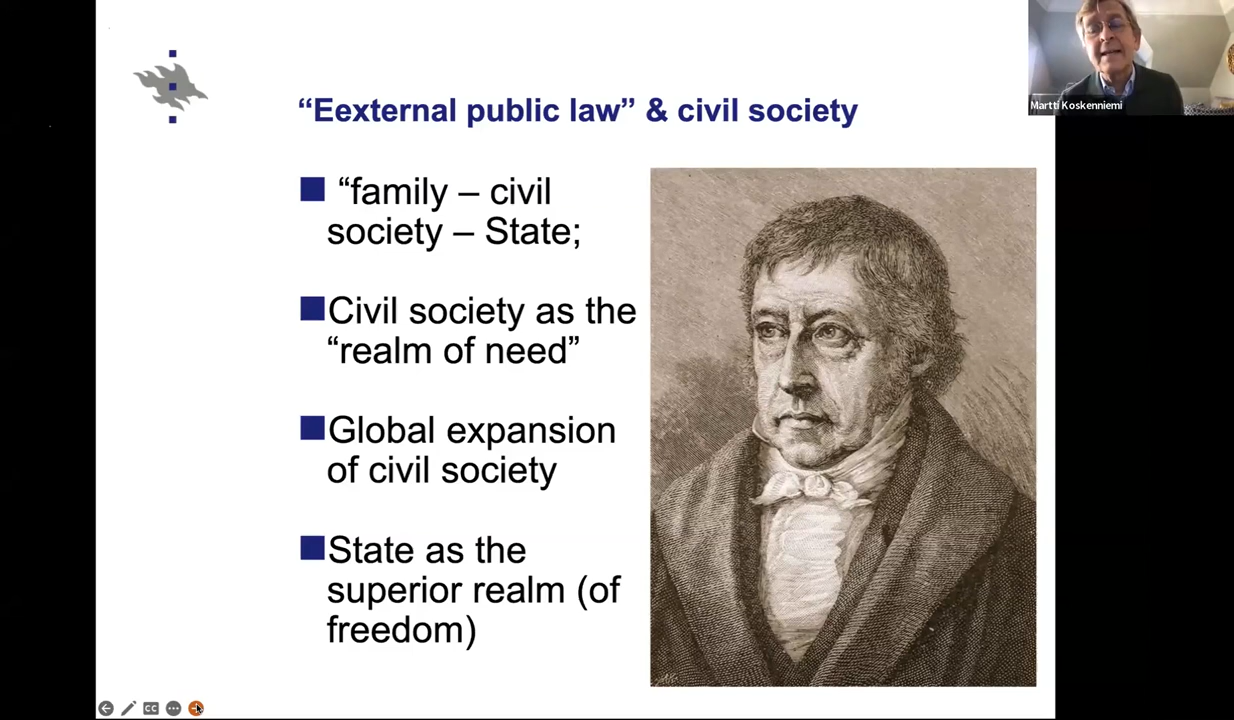 “Eexternal public law” & civil society
Martti Koskenniemi
“family – civil
society – State;
Civil society as the
“realm of need”
Global expansion
of civil society
State as the
superior realm (of
freedom)
CC